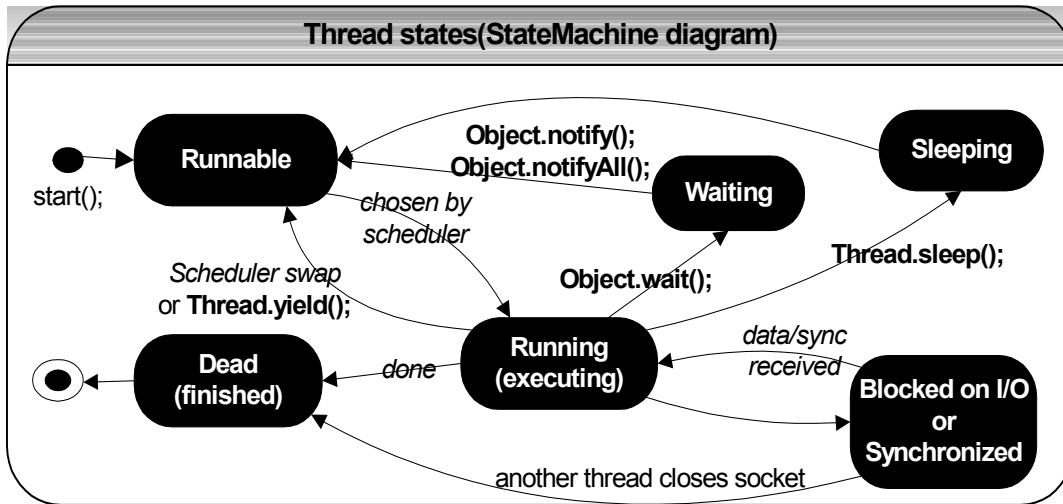 Thread states(StateMachine diagram)
start();
Runnable
Object.notify();
Object.notifyAll();
Sleeping
Waiting
chosen by
scheduler
Scheduler swap
or Thread.yield();
Object.wait();
Thread.sleep();
Dead
(finished)
done
Running
(executing)
data/sync
received
Blocked on I/O
or
Synchronized
another thread closes socket